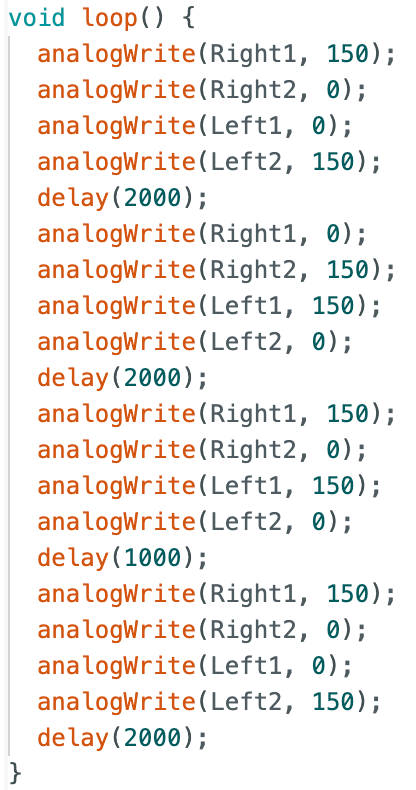 void loop() {
  analogWrite(Right1, 150);
  analogWrite(Right2, 0);
  analogWrite(Left1, 0);
  analogWrite(Left2, 150);
  delay(2000);
  analogWrite(Right1, 0);
  analogWrite(Right2, 150);
  analogWrite(Left1, 150);
  analogWrite(Left2, 0);
  delay(2000);
  analogWrite(Right1, 150);
  analogWrite(Right2, 0);
  analogWrite(Left1, 150);
  analogWrite(Left2, 0);
  delay(1000);
  analogWrite(Right1, 150);
  analogWrite(Right2, 0);
  analogWrite(Left1, 0);
  analogWrite(Left2, 150);
  delay(2000);
}